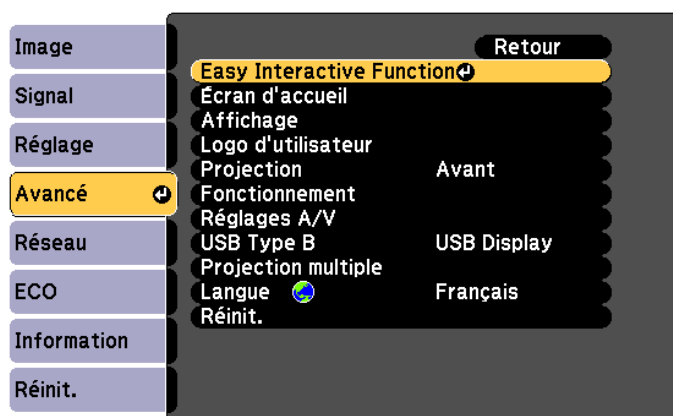 Image
Signal
Réglage
Avancé
Réseau
ECO
Information
Réinit.
Retour
Easy Interactive Function
Écran d'accueil
Affichage
Logo d'utilisateur
Projection Avant
Fonctionnement
Réglages A/V
USB Type B USB Display
Projection multiple
Langue Français
Réinit.